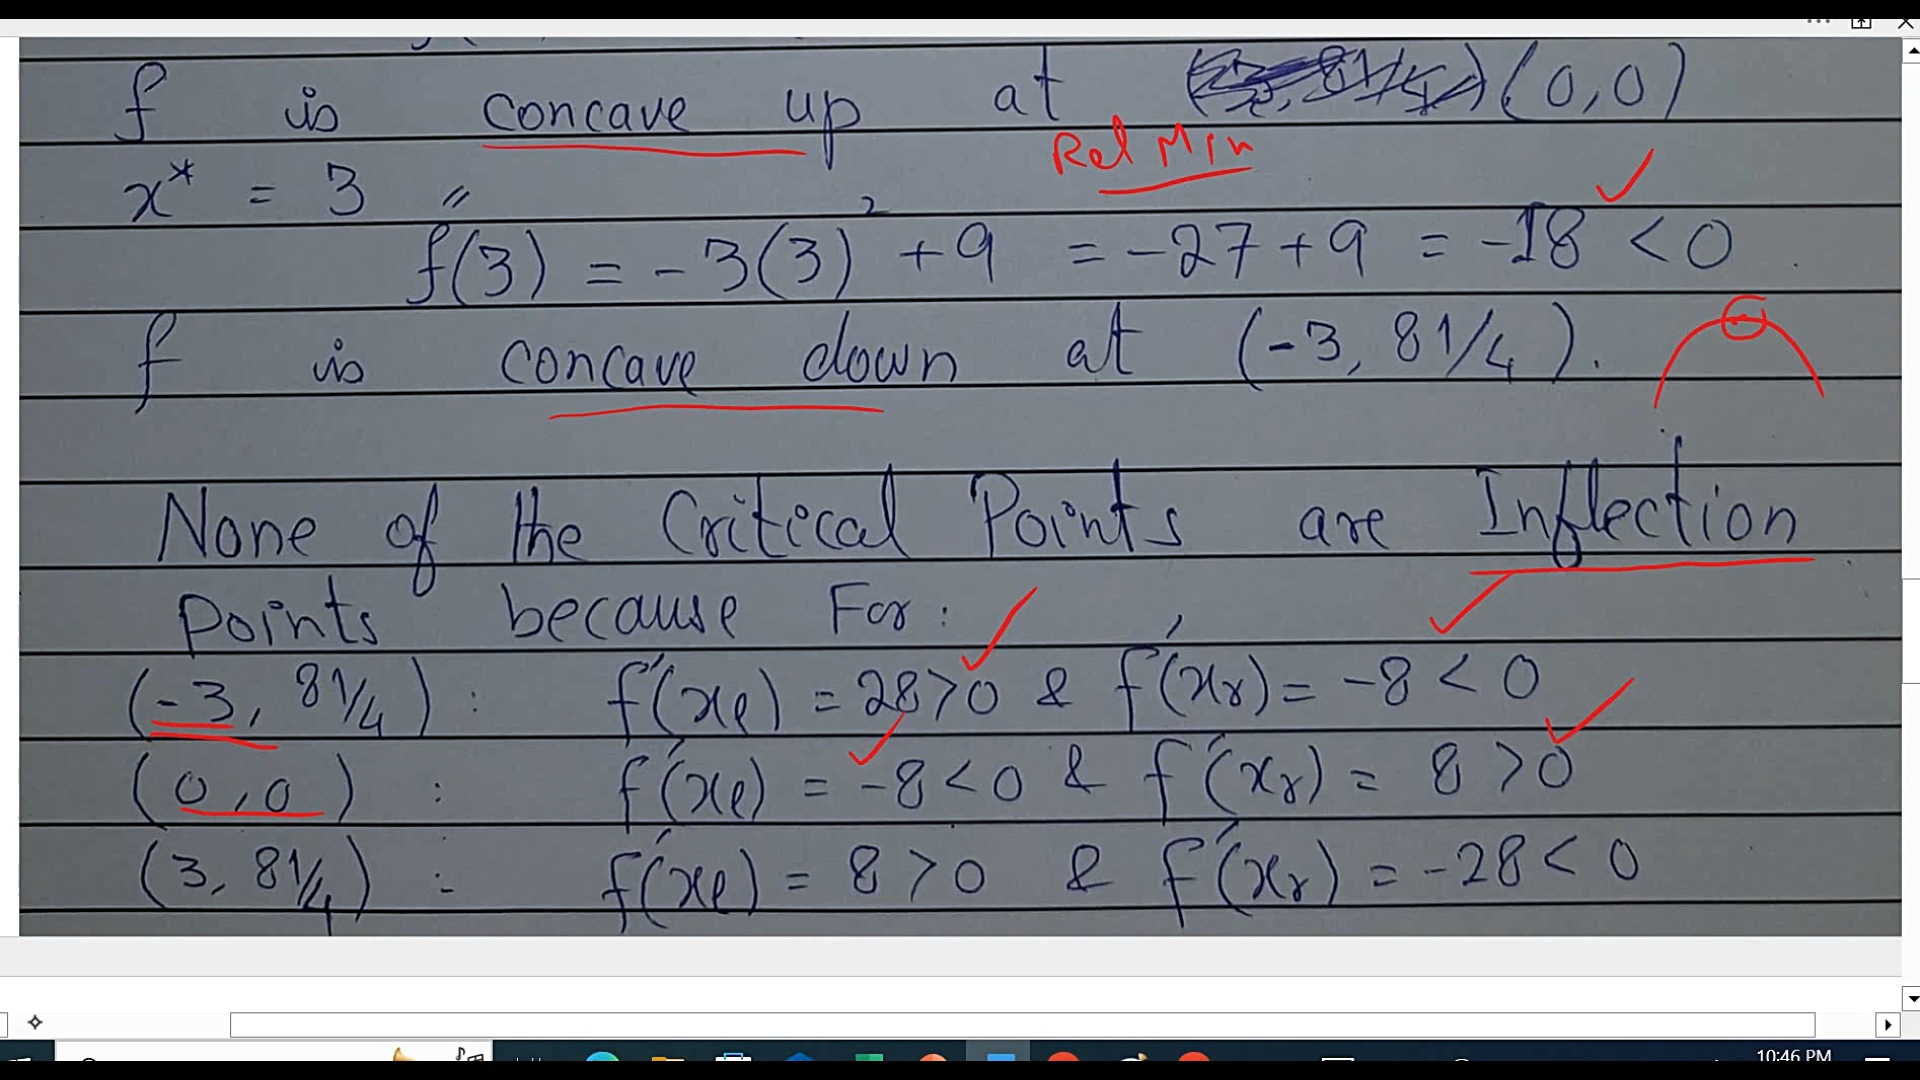 f is concave up at (0,0)
Rel Min
x* = 3
f''(3) = -3(3)² + 9 = -27 + 9 = -18 < 0
f is concave down at (-3, 81/4).
None of the Critical Points are Inflection
Points because For:
(-3, 81/4) : f'(xℓ) = 28 > 0 & f'(xr) = -8 < 0
(0,0) : f'(xℓ) = -8 < 0 & f'(xr) = 8 > 0
(3, 81/4) : f'(xℓ) = 8 > 0 & f'(xr) = -28 < 0
10:46 PM